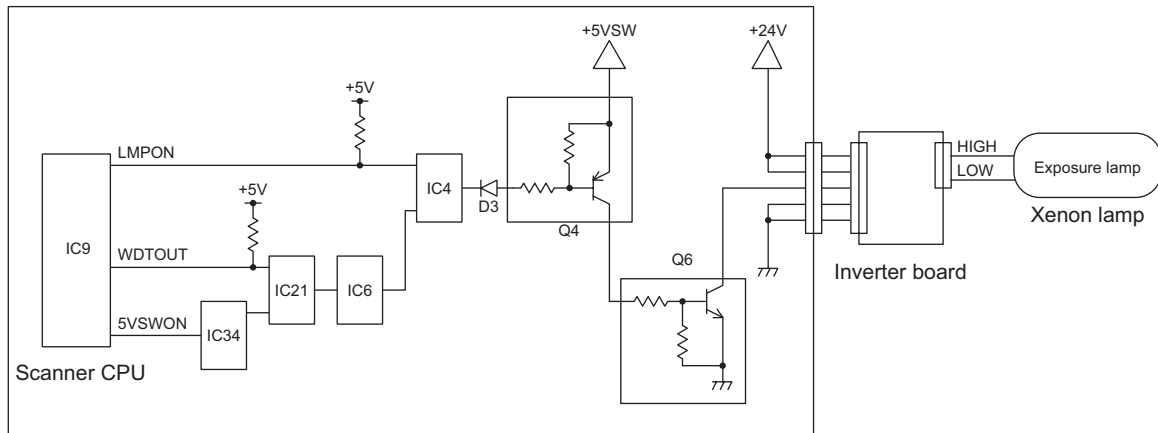 +5VSW
+24V
+5V
LMPON
HIGH
IC4
Exposure lamp
LOW
D3
+5V
Xenon lamp
Q4
IC9
WDTOUT
Q6
Inverter board
IC21
IC6
5VSWON
IC34
Scanner CPU